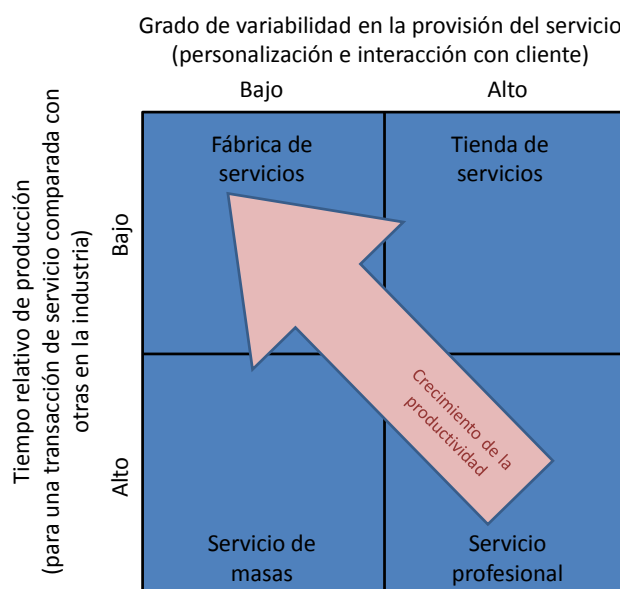 Grado de variabilidad en la provisión del servicio
(personalización e interacción con cliente)
Bajo
Alto
Tiempo relativo de producción
(para una transacción de servicio comparada con
otras en la industria)
Bajo
Fábrica de
servicios
Tienda de
servicios
Crecimiento de la
productividad
Alto
Servicio de
masas
Servicio
profesional